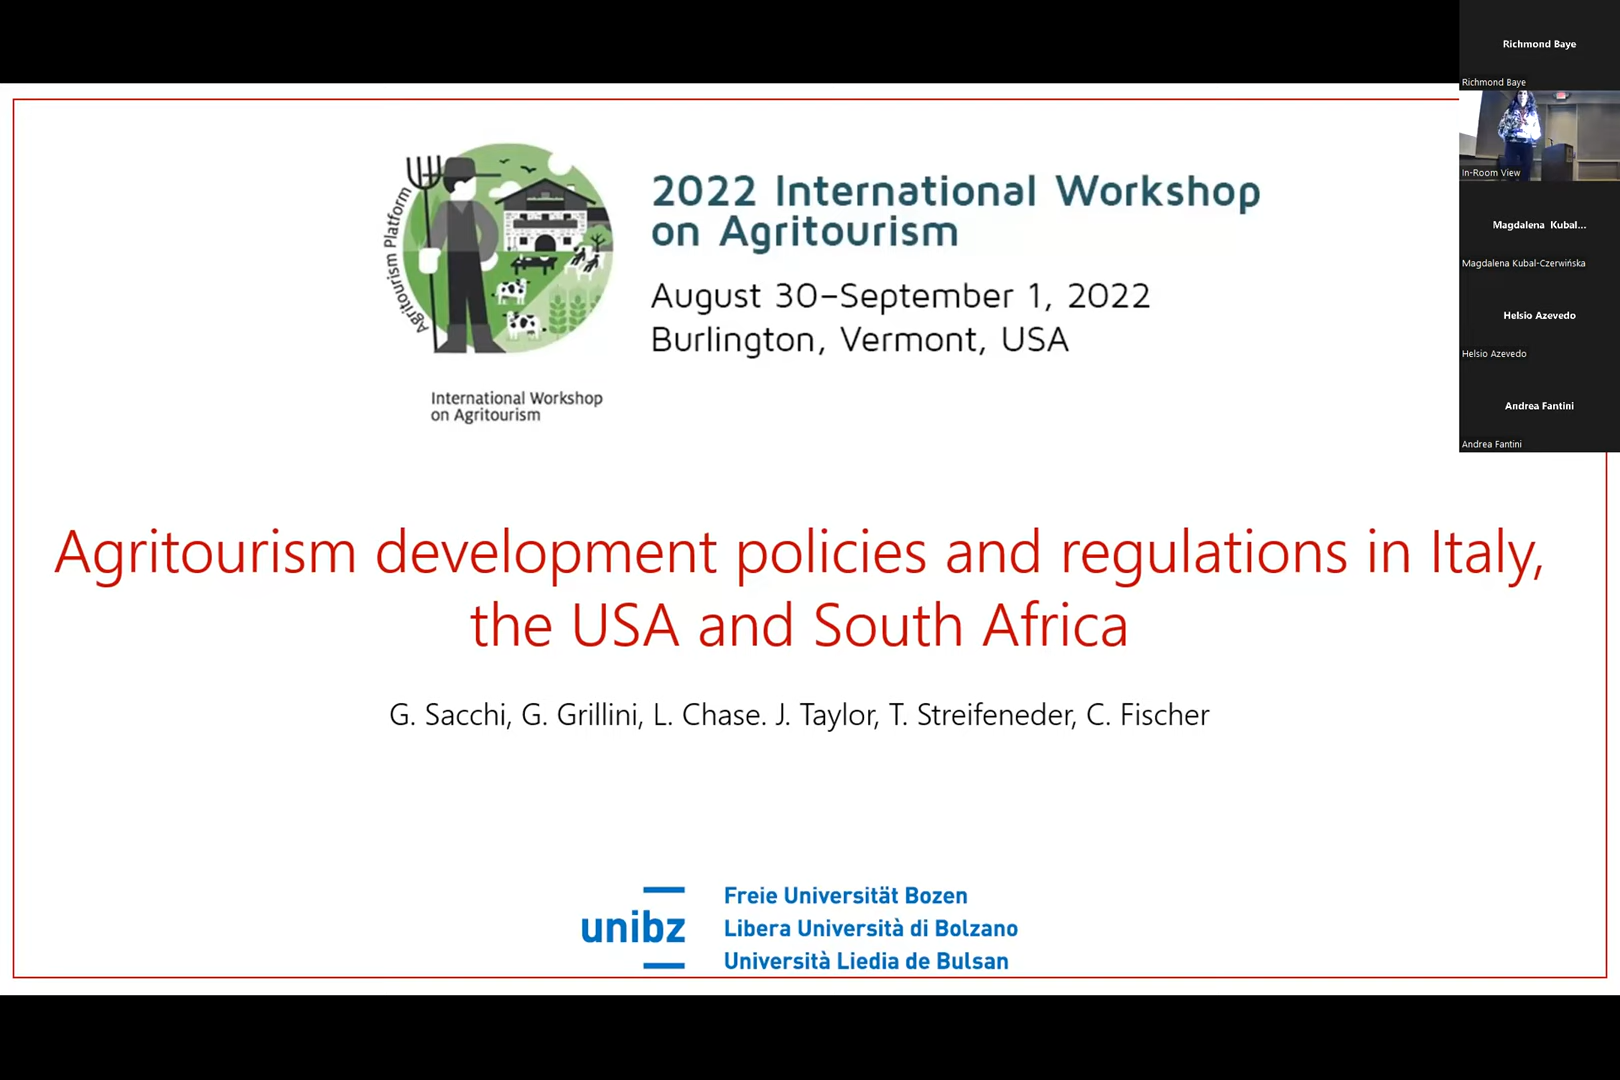 Richmond Baye
Richmond Baye
In-Room View
Magdalena Kubal...
Magdalena Kubal-Czerwińska
Helsio Azevedo
Helsio Azevedo
Andrea Fantini
Andrea Fantini
Agritourism Platform
International Workshop
on Agritourism
2022 International Workshop
on Agritourism
August 30–September 1, 2022
Burlington, Vermont, USA
Agritourism development policies and regulations in Italy,
the USA and South Africa
G. Sacchi, G. Grillini, L. Chase. J. Taylor, T. Streifeneder, C. Fischer
unibz
Freie Universität Bozen
Libera Università di Bolzano
Università Liedia de Bulsan